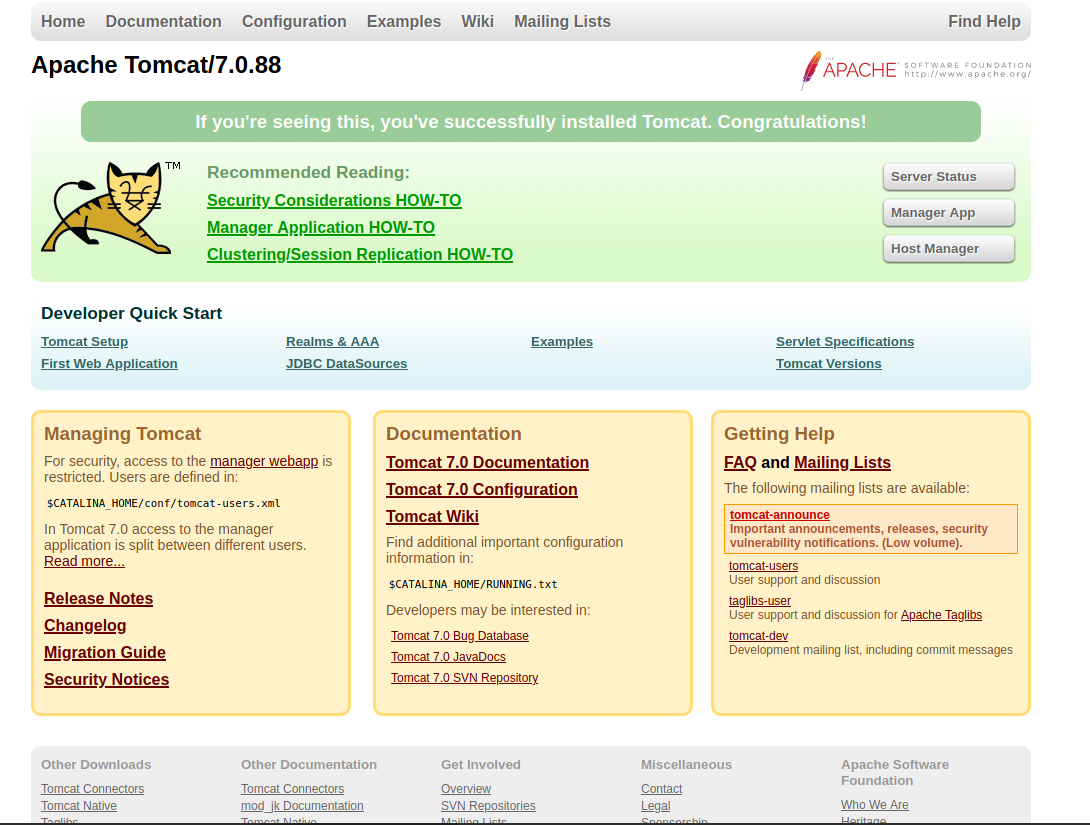 Home Documentation Configuration Examples Wiki Mailing Lists Find Help
Apache Tomcat/7.0.88
THE
APACHE® SOFTWARE FOUNDATION
http://www.apache.org/
If you're seeing this, you've successfully installed Tomcat. Congratulations!
TM
Recommended Reading:
Security Considerations HOW-TO
Manager Application HOW-TO
Clustering/Session Replication HOW-TO
Server Status
Manager App
Host Manager
Developer Quick Start
Tomcat Setup
First Web Application
Realms & AAA
JDBC DataSources
Examples
Servlet Specifications
Tomcat Versions
Managing Tomcat
For security, access to the manager webapp is
restricted. Users are defined in:
$CATALINA_HOME/conf/tomcat-users.xml
In Tomcat 7.0 access to the manager
application is split between different users.
Read more...
Release Notes
Changelog
Migration Guide
Security Notices
Documentation
Tomcat 7.0 Documentation
Tomcat 7.0 Configuration
Tomcat Wiki
Find additional important configuration
information in:
$CATALINA_HOME/RUNNING.txt
Developers may be interested in:
Tomcat 7.0 Bug Database
Tomcat 7.0 JavaDocs
Tomcat 7.0 SVN Repository
Getting Help
FAQ and Mailing Lists
The following mailing lists are available:
tomcat-announce
Important announcements, releases, security
vulnerability notifications. (Low volume).
tomcat-users
User support and discussion
taglibs-user
User support and discussion for Apache Taglibs
tomcat-dev
Development mailing list, including commit messages
Other Downloads
Tomcat Connectors
Tomcat Native
Taglibs
Other Documentation
Tomcat Connectors
mod_jk Documentation
Tomcat Native
Get Involved
Overview
SVN Repositories
Mailing Lists
Miscellaneous
Contact
Legal
Sponsorship
Apache Software
Foundation
Who We Are
Heritage